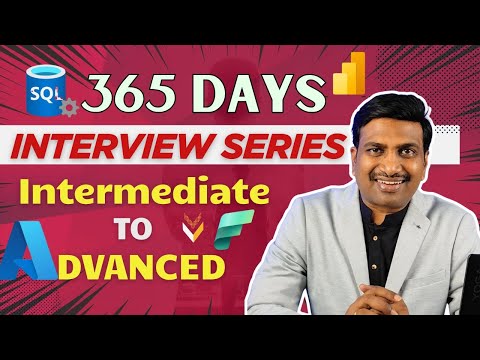 SQL 365 DAYS
INTERVIEW SERIES
Intermediate
TO
ADVANCED